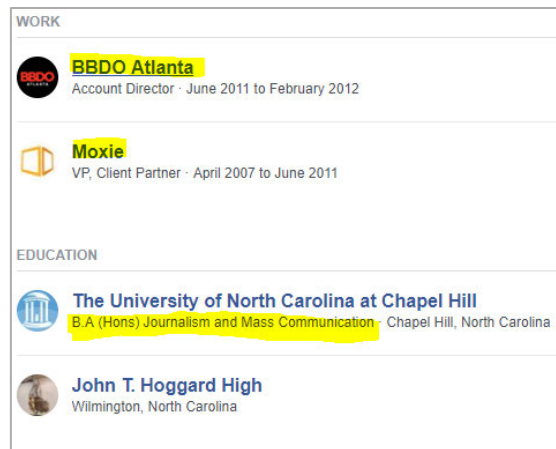 WORK
BBDO
ATLANTA
BBDO Atlanta
Account Director · June 2011 to February 2012
Moxie
VP, Client Partner · April 2007 to June 2011
EDUCATION
The University of North Carolina at Chapel Hill
B.A (Hons) Journalism and Mass Communication · Chapel Hill, North Carolina
John T. Hoggard High
Wilmington, North Carolina